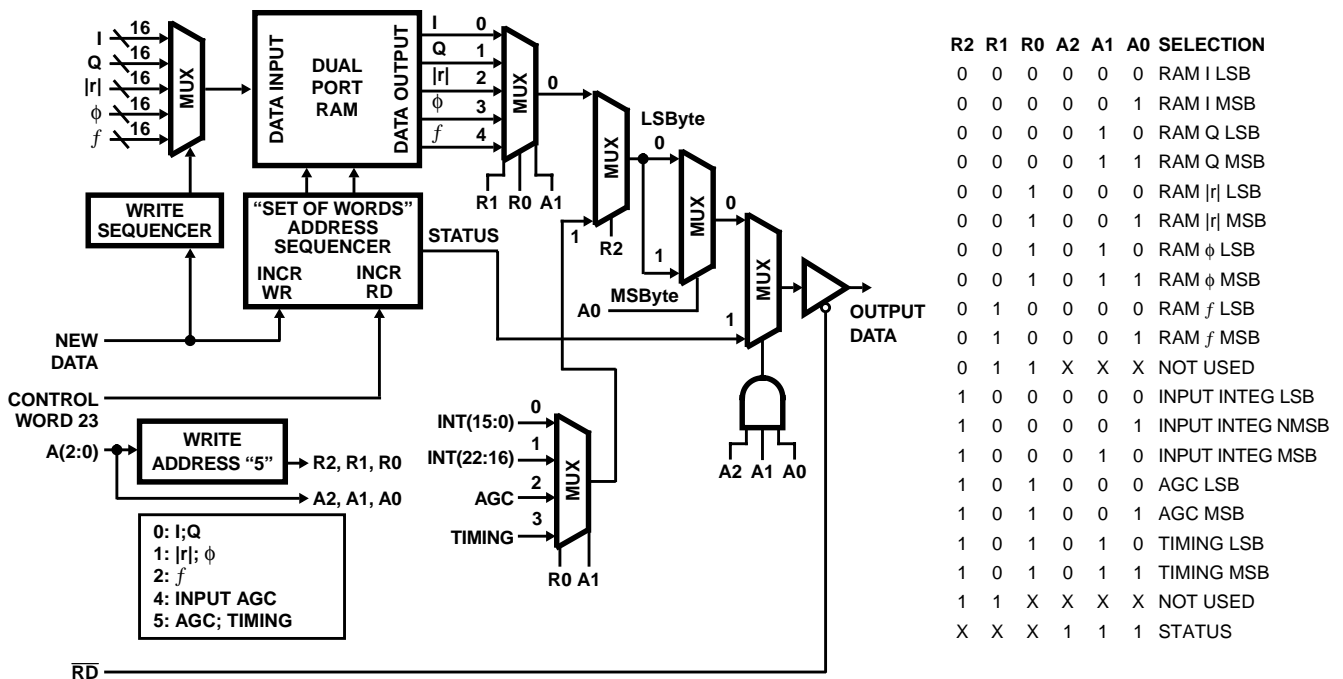 I 16
Q 16
|r| 16
ϕ 16
f 16
MUX
DATA INPUT
DUAL
PORT
RAM
DATA OUTPUT
I 0
Q 1
|r| 2
ϕ 3
f 4
MUX
R1 R0 A1
0
1
MUX
R2
LSByte
0
1
MSByte
A0
MUX
0
1
MUX
A2 A1 A0
OUTPUT
DATA
WRITE
SEQUENCER
“SET OF WORDS”
ADDRESS
SEQUENCER
INCR INCR
WR RD
STATUS
NEW
DATA
CONTROL
WORD 23
A(2:0)
WRITE
ADDRESS “5”
R2, R1, R0
A2, A1, A0
0: I;Q
1: |r|; ϕ
2: f
4: INPUT AGC
5: AGC; TIMING
INT(15:0) 0
INT(22:16) 1
AGC 2
TIMING 3
MUX
R0 A1
RD
R2 R1 R0 A2 A1 A0 SELECTION
0 0 0 0 0 0 RAM I LSB
0 0 0 0 0 1 RAM I MSB
0 0 0 0 1 0 RAM Q LSB
0 0 0 0 1 1 RAM Q MSB
0 0 1 0 0 0 RAM |r| LSB
0 0 1 0 0 1 RAM |r| MSB
0 0 1 0 1 0 RAM ϕ LSB
0 0 1 0 1 1 RAM ϕ MSB
0 1 0 0 0 0 RAM f LSB
0 1 0 0 0 1 RAM f MSB
0 1 1 X X X NOT USED
1 0 0 0 0 0 INPUT INTEG LSB
1 0 0 0 0 1 INPUT INTEG NMSB
1 0 0 0 1 0 INPUT INTEG MSB
1 0 1 0 0 0 AGC LSB
1 0 1 0 0 1 AGC MSB
1 0 1 0 1 0 TIMING LSB
1 0 1 0 1 1 TIMING MSB
1 1 X X X X NOT USED
X X X 1 1 1 STATUS